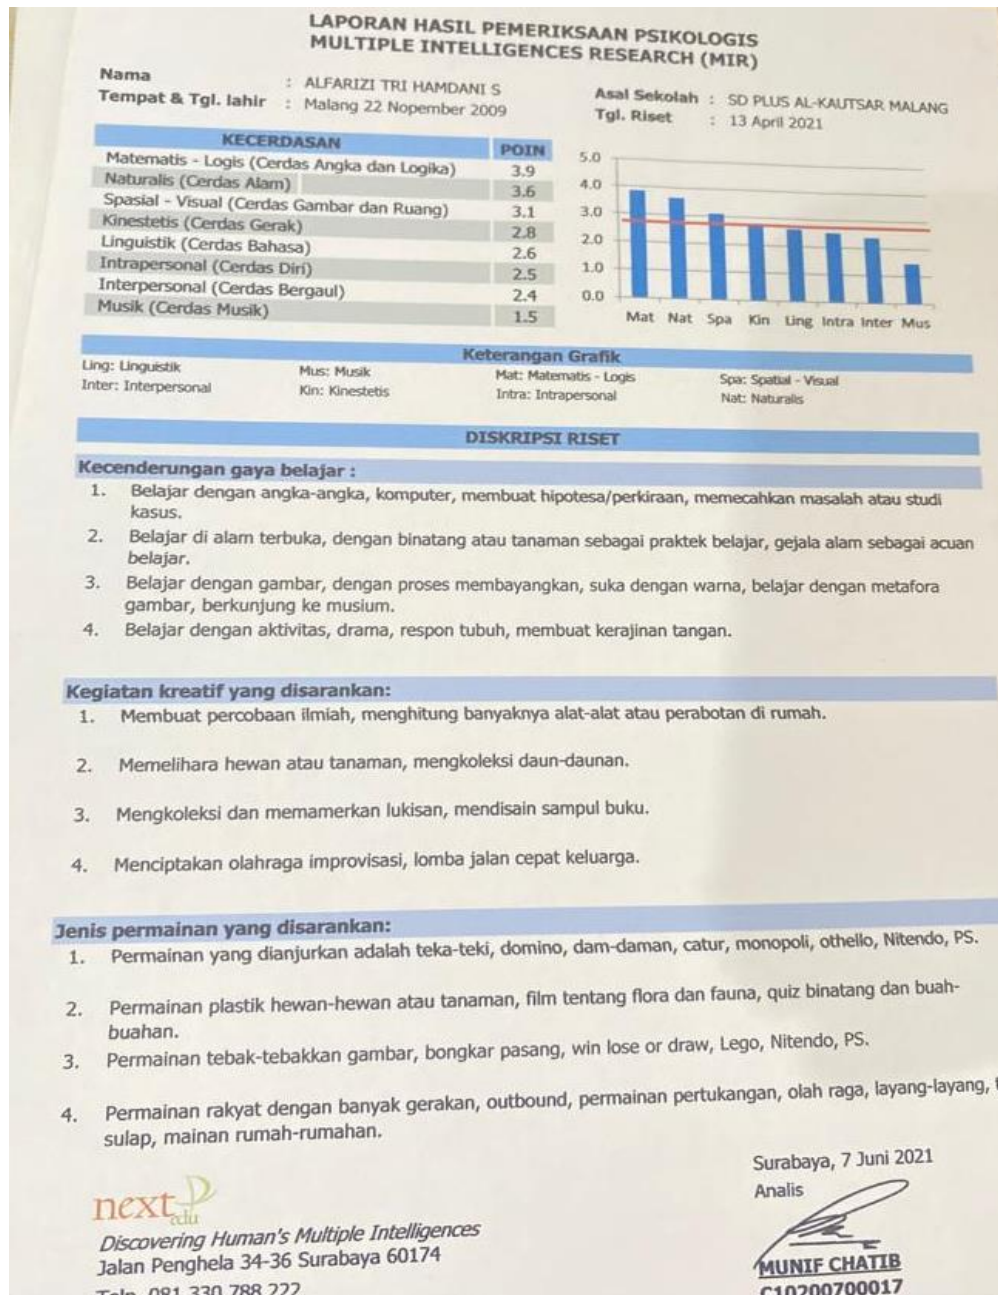 LAPORAN HASIL PEMERIKSAAN PSIKOLOGIS
MULTIPLE INTELLIGENCES RESEARCH (MIR)
Nama : ALFARIZI TRI HAMDANI S
Tempat & Tgl. lahir : Malang 22 Nopember 2009
Asal Sekolah : SD PLUS AL-KAUTSAR MALANG
Tgl. Riset : 13 April 2021
KECERDASAN POIN
Matematis - Logis (Cerdas Angka dan Logika) 3.9
Naturalis (Cerdas Alam) 3.6
Spasial - Visual (Cerdas Gambar dan Ruang) 3.1
Kinestetis (Cerdas Gerak) 2.8
Linguistik (Cerdas Bahasa) 2.6
Intrapersonal (Cerdas Diri) 2.5
Interpersonal (Cerdas Bergaul) 2.4
Musik (Cerdas Musik) 1.5
5.0
4.0
3.0
2.0
1.0
0.0
Mat Nat Spa Kin Ling Intra Inter Mus
Keterangan Grafik
Ling: Linguistik Mus: Musik Mat: Matematis - Logis Spa: Spatial - Visual
Inter: Interpersonal Kin: Kinestetis Intra: Intrapersonal Nat: Naturalis
DISKRIPSI RISET
Kecenderungan gaya belajar :
1. Belajar dengan angka-angka, komputer, membuat hipotesa/perkiraan, memecahkan masalah atau studi
kasus.
2. Belajar di alam terbuka, dengan binatang atau tanaman sebagai praktek belajar, gejala alam sebagai acuan
belajar.
3. Belajar dengan gambar, dengan proses membayangkan, suka dengan warna, belajar dengan metafora
gambar, berkunjung ke musium.
4. Belajar dengan aktivitas, drama, respon tubuh, membuat kerajinan tangan.
Kegiatan kreatif yang disarankan:
1. Membuat percobaan ilmiah, menghitung banyaknya alat-alat atau perabotan di rumah.
2. Memelihara hewan atau tanaman, mengkoleksi daun-daunan.
3. Mengkoleksi dan memamerkan lukisan, mendisain sampul buku.
4. Menciptakan olahraga improvisasi, lomba jalan cepat keluarga.
Jenis permainan yang disarankan:
1. Permainan yang dianjurkan adalah teka-teki, domino, dam-daman, catur, monopoli, othello, Nitendo, PS.
2. Permainan plastik hewan-hewan atau tanaman, film tentang flora dan fauna, quiz binatang dan buah-
buahan.
3. Permainan tebak-tebakkan gambar, bongkar pasang, win lose or draw, Lego, Nitendo, PS.
4. Permainan rakyat dengan banyak gerakan, outbound, permainan pertukangan, olah raga, layang-layang,
sulap, mainan rumah-rumahan.
Surabaya, 7 Juni 2021
Analis
next edu
Discovering Human's Multiple Intelligences
Jalan Penghela 34-36 Surabaya 60174
Telp. 081 330 788 222
MUNIF CHATIB
C10200700017